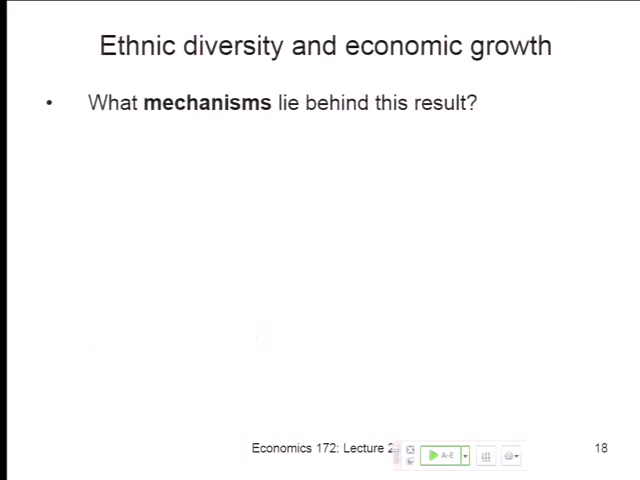 Ethnic diversity and economic growth
• What mechanisms lie behind this result?
Economics 172: Lecture 2
A-E
18